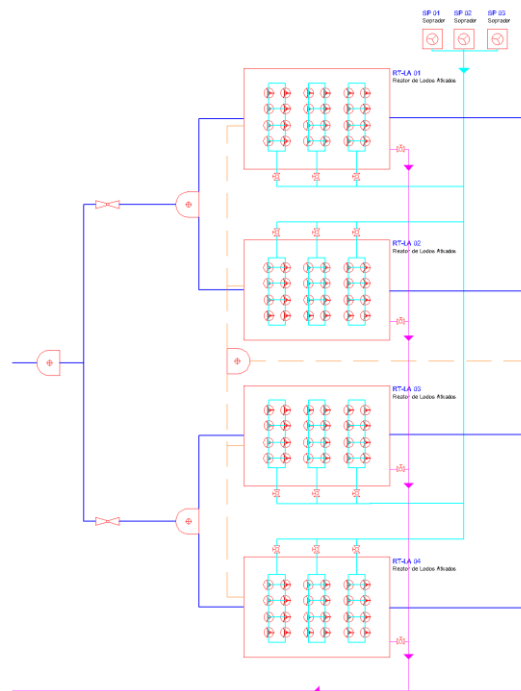 SP 01 SP 02 SP 03
Soprador Soprador Soprador
RT-LA 01
Reator de Lodos Ativados
RT-LA 02
Reator de Lodos Ativados
RT-LA 03
Reator de Lodos Ativados
RT-LA 04
Reator de Lodos Ativados